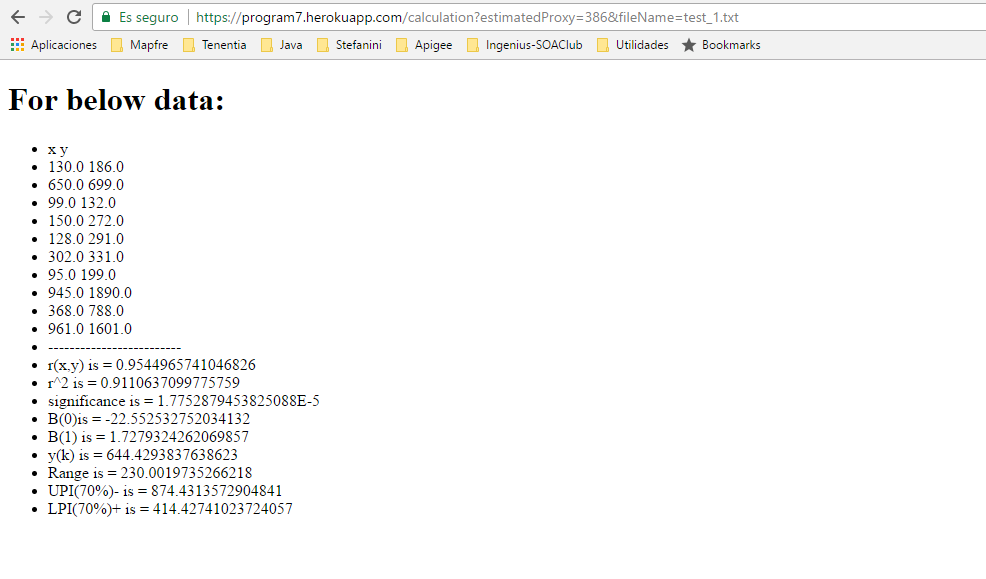 Es seguro https://program7.herokuapp.com/calculation?estimatedProxy=386&fileName=test_1.txt
Aplicaciones Mapfre Tenentia Java Stefanini Apigee Ingenius-SOAClub Utilidades Bookmarks
For below data:
x y
130.0 186.0
650.0 699.0
99.0 132.0
150.0 272.0
128.0 291.0
302.0 331.0
95.0 199.0
945.0 1890.0
368.0 788.0
961.0 1601.0
-------------------------
r(x,y) is = 0.9544965741046826
r^2 is = 0.9110637099775759
significance is = 1.7752879453825088E-5
B(0)is = -22.552532752034132
B(1) is = 1.7279324262069857
y(k) is = 644.4293837638623
Range is = 230.0019735266218
UPI(70%)- is = 874.4313572904841
LPI(70%)+ is = 414.42741023724057